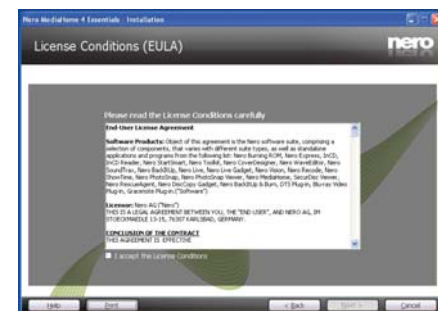 Nero MediaHome 4 Essentials - Installation
License Conditions (EULA)
nero
Please read the License Conditions carefully
End-User License Agreement
Software Products: Object of this agreement is the Nero software suite, comprising a
selection of components, that varies with different suite types, as well as standalone
applications and programs from the following list: Nero Burning ROM, Nero Express, InCD,
InCD Reader, Nero StartSmart, Nero Toolkit, Nero CoverDesigner, Nero WaveEditor, Nero
SoundTrax, Nero BackItUp, Nero Live, Nero Live Gadget, Nero Vision, Nero Recode, Nero
ShowTime, Nero PhotoSnap, Nero PhotoSnap Viewer, Nero MediaHome, SecurDisc Viewer,
Nero RescueAgent, Nero DiscCopy Gadget, Nero BackItUp & Burn, DTS Plug-in, Blu-ray Video
Plug-in, Gracenote Plug-in.("Software")
Licensor: Nero AG ("Nero")
THIS IS A LEGAL AGREEMENT BETWEEN YOU, THE "END USER", AND NERO AG, IM
STOECKMAEDLE 13-15, 76307 KARLSBAD, GERMANY.
CONCLUSION OF THE CONTRACT
THIS AGREEMENT IS EFFECTIVE
I accept the License Conditions
Help
Print
< Back
Next >
Cancel